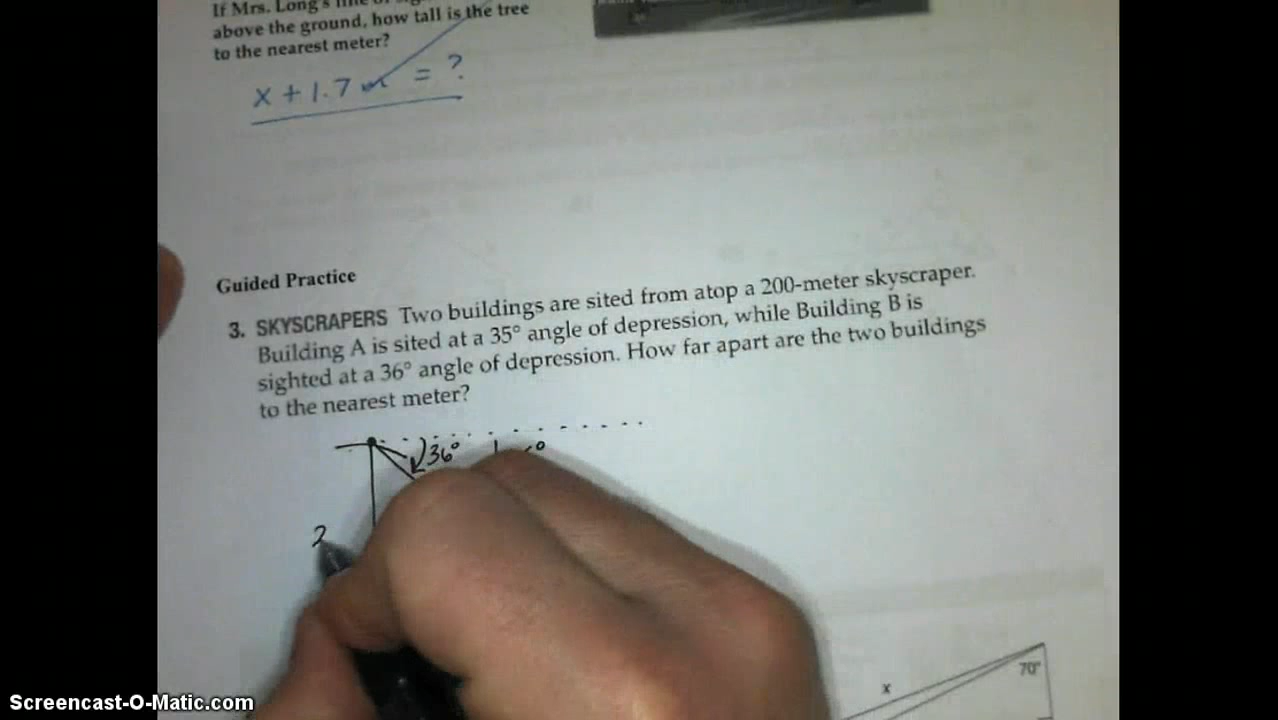 If Mrs. Long's
above the ground, how tall is the tree
to the nearest meter?
x + 1.7 m = ?
Guided Practice
3. SKYSCRAPERS Two buildings are sited from atop a 200-meter skyscraper.
Building A is sited at a 35° angle of depression, while Building B is
sighted at a 36° angle of depression. How far apart are the two buildings
to the nearest meter?
36°
2
70°
x
Screencast-O-Matic.com